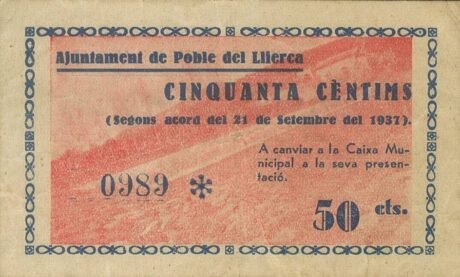 Ajuntament de Poble del Llierca
CINQUANTA CÈNTIMS
(Segons acord del 21 de Setembre del 1937).
A canviar a la Caixa Mu-
nicipal a la seva presen-
tació.
0989 *
50 cts.